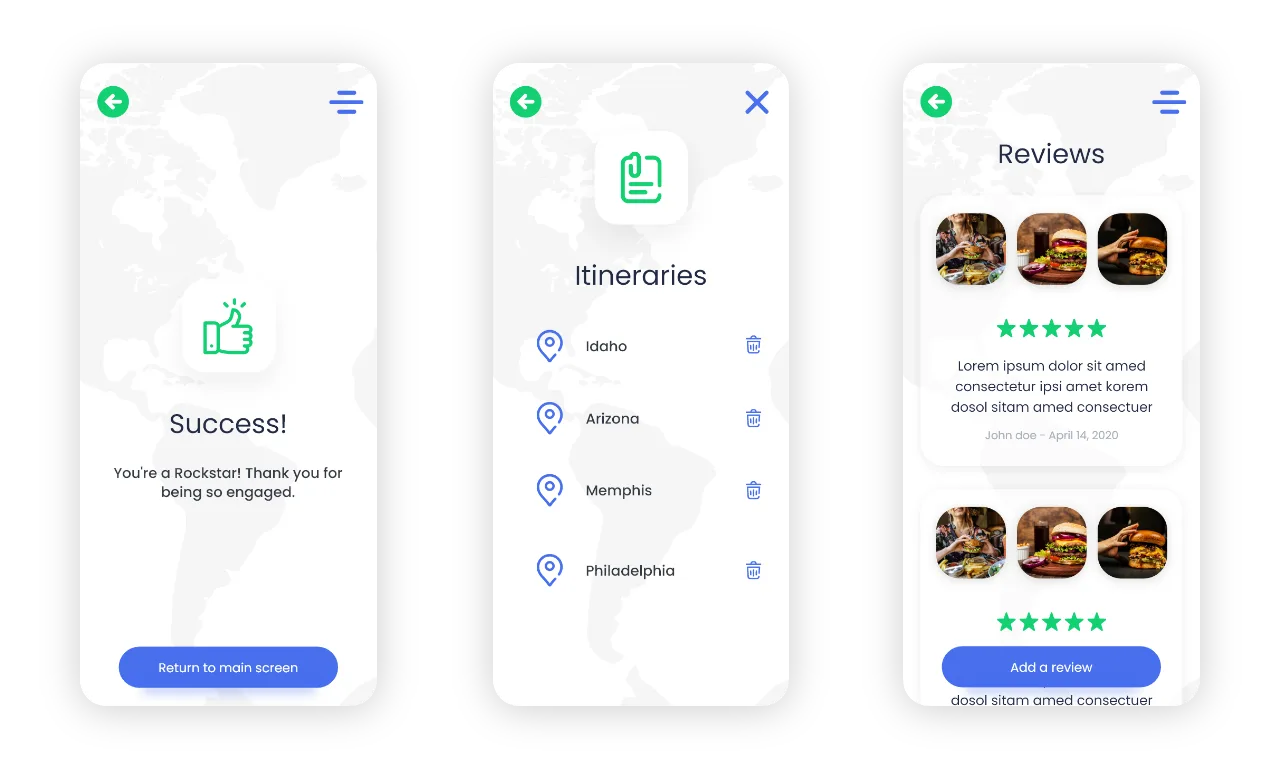 Success!
You're a Rockstar! Thank you for
being so engaged.
Return to main screen
Itineraries
Idaho
Arizona
Memphis
Philadelphia
Reviews
Lorem ipsum dolor sit amed
consectetur ipsi amet korem
dosol sitam amed consectuer
John doe - April 14, 2020
Add a review
dosol sitam amed consectuer